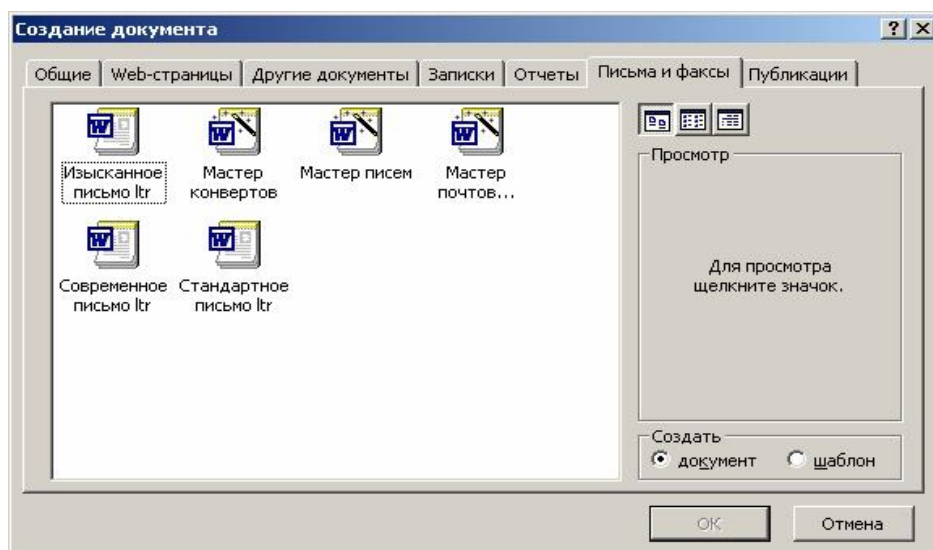 Создание документа
Общие Web-страницы Другие документы Записки Отчеты Письма и факсы Публикации
Изысканное письмо ltr
Мастер конвертов
Мастер писем
Мастер почтов...
Современное письмо ltr
Стандартное письмо ltr
Просмотр
Для просмотра
щелкните значок.
Создать
документ шаблон
ОК Отмена